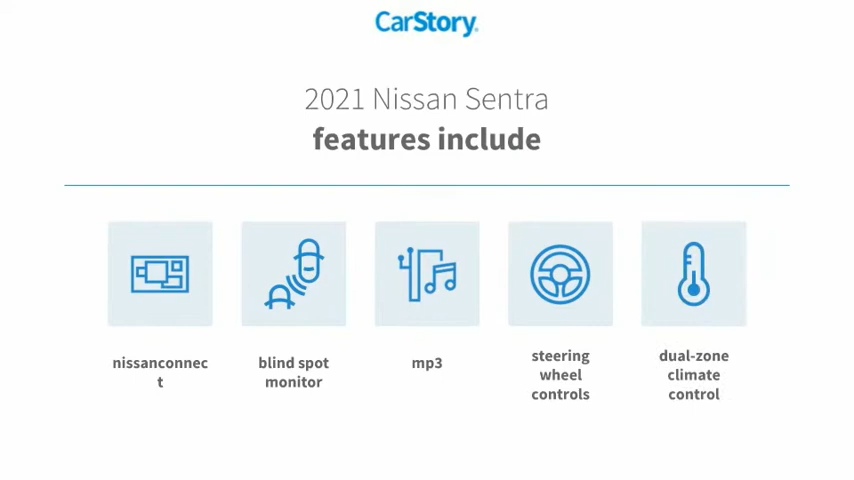 CarStory
2021 Nissan Sentra
features include
nissanconnec
t
blind spot
monitor
mp3
steering
wheel
controls
dual-zone
climate
control